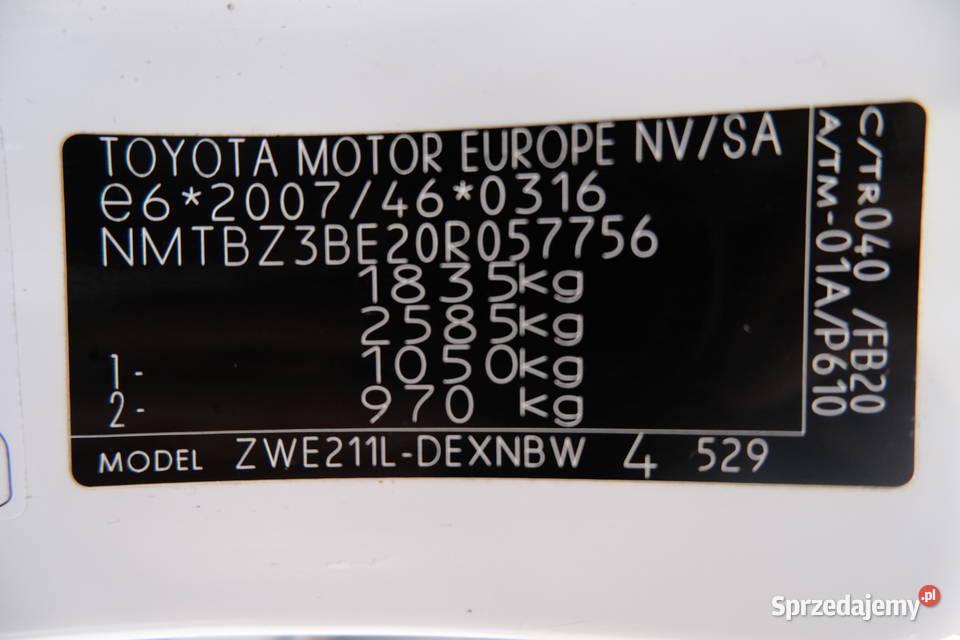 TOYOTA MOTOR EUROPE NV/SA
e6*2007/46*0316
NMTBZ3BE20R057756
1835kg
2585kg
1- 1050kg
2- 970 kg
MODEL ZWE211L-DEXNBW 4 529
C/TR040 /FB20
A/TM-01A/P610
Sprzedajemy.pl